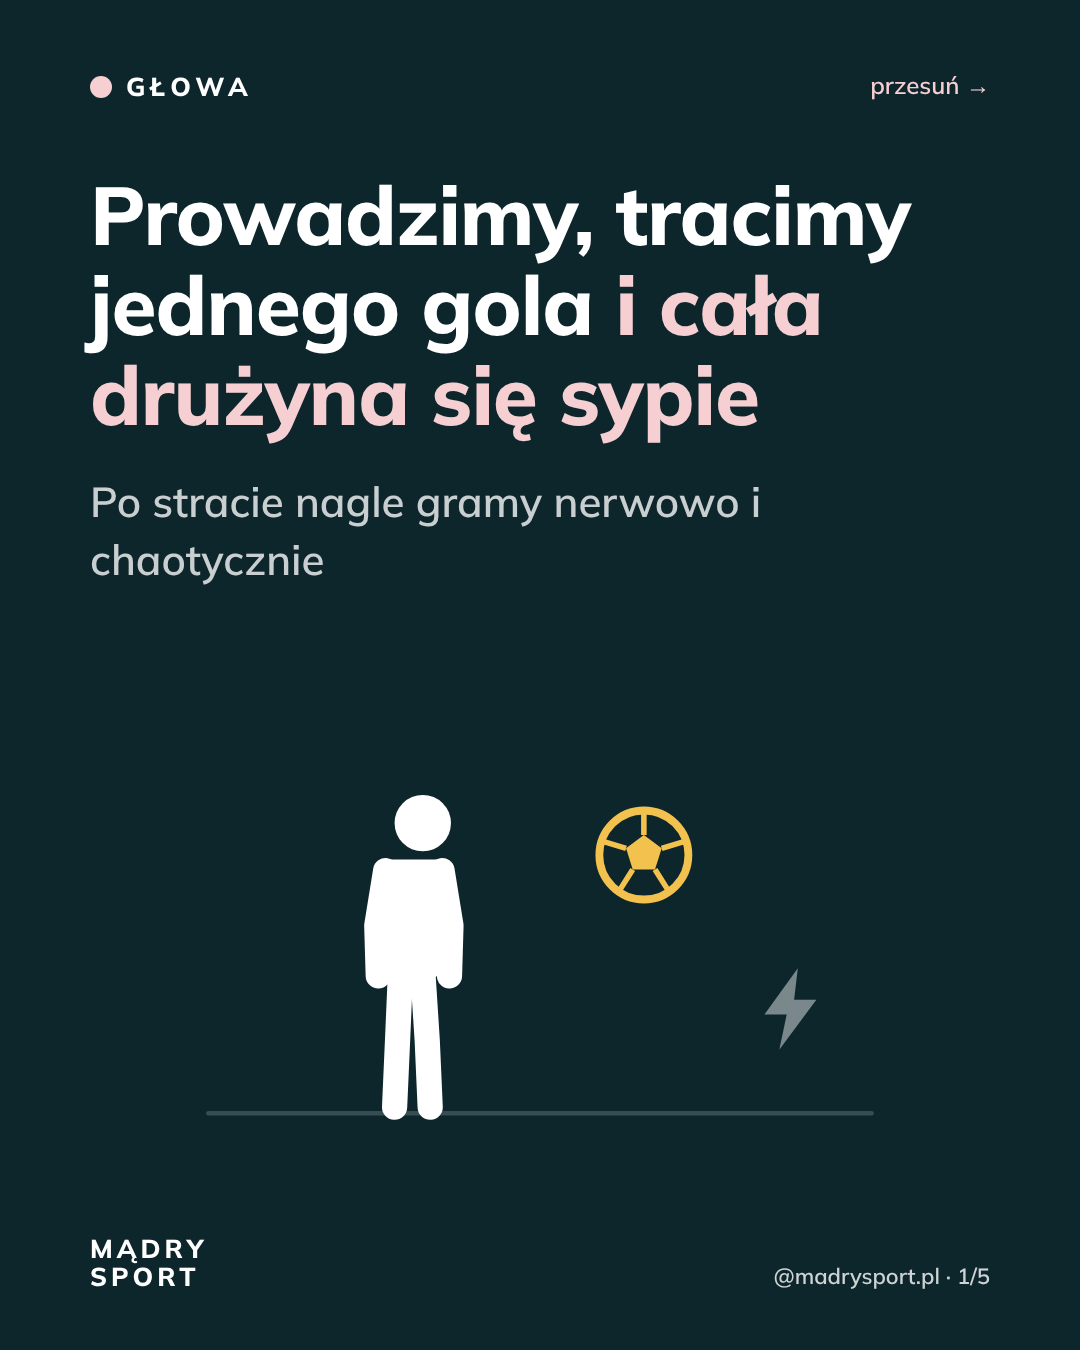 GŁOWA
przesuń →
Prowadzimy, tracimy
jednego gola i cała
drużyna się sypie
Po stracie nagle gramy nerwowo i
chaotycznie
MĄDRY
SPORT
@madrysport.pl · 1/5